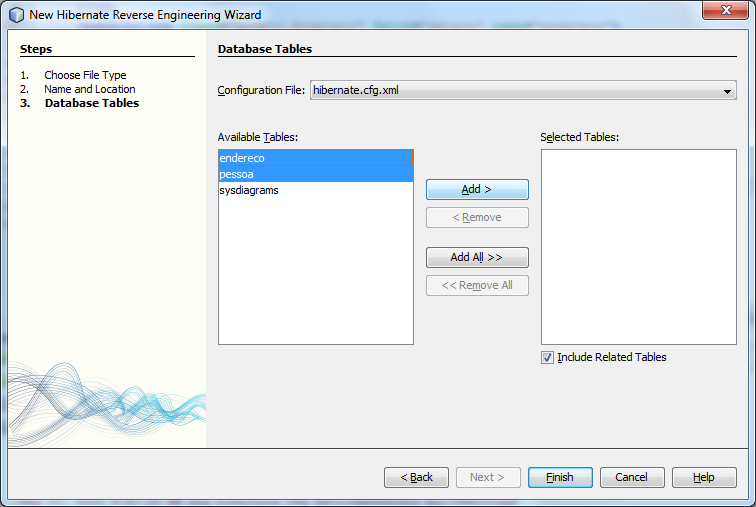 New Hibernate Reverse Engineering Wizard
Steps
1. Choose File Type
2. Name and Location
3. Database Tables
Database Tables
Configuration File: hibernate.cfg.xml
Available Tables:
endereco
pessoa
sysdiagrams
Add >
< Remove
Add All >>
<< Remove All
Selected Tables:
Include Related Tables
< Back
Next >
Finish
Cancel
Help